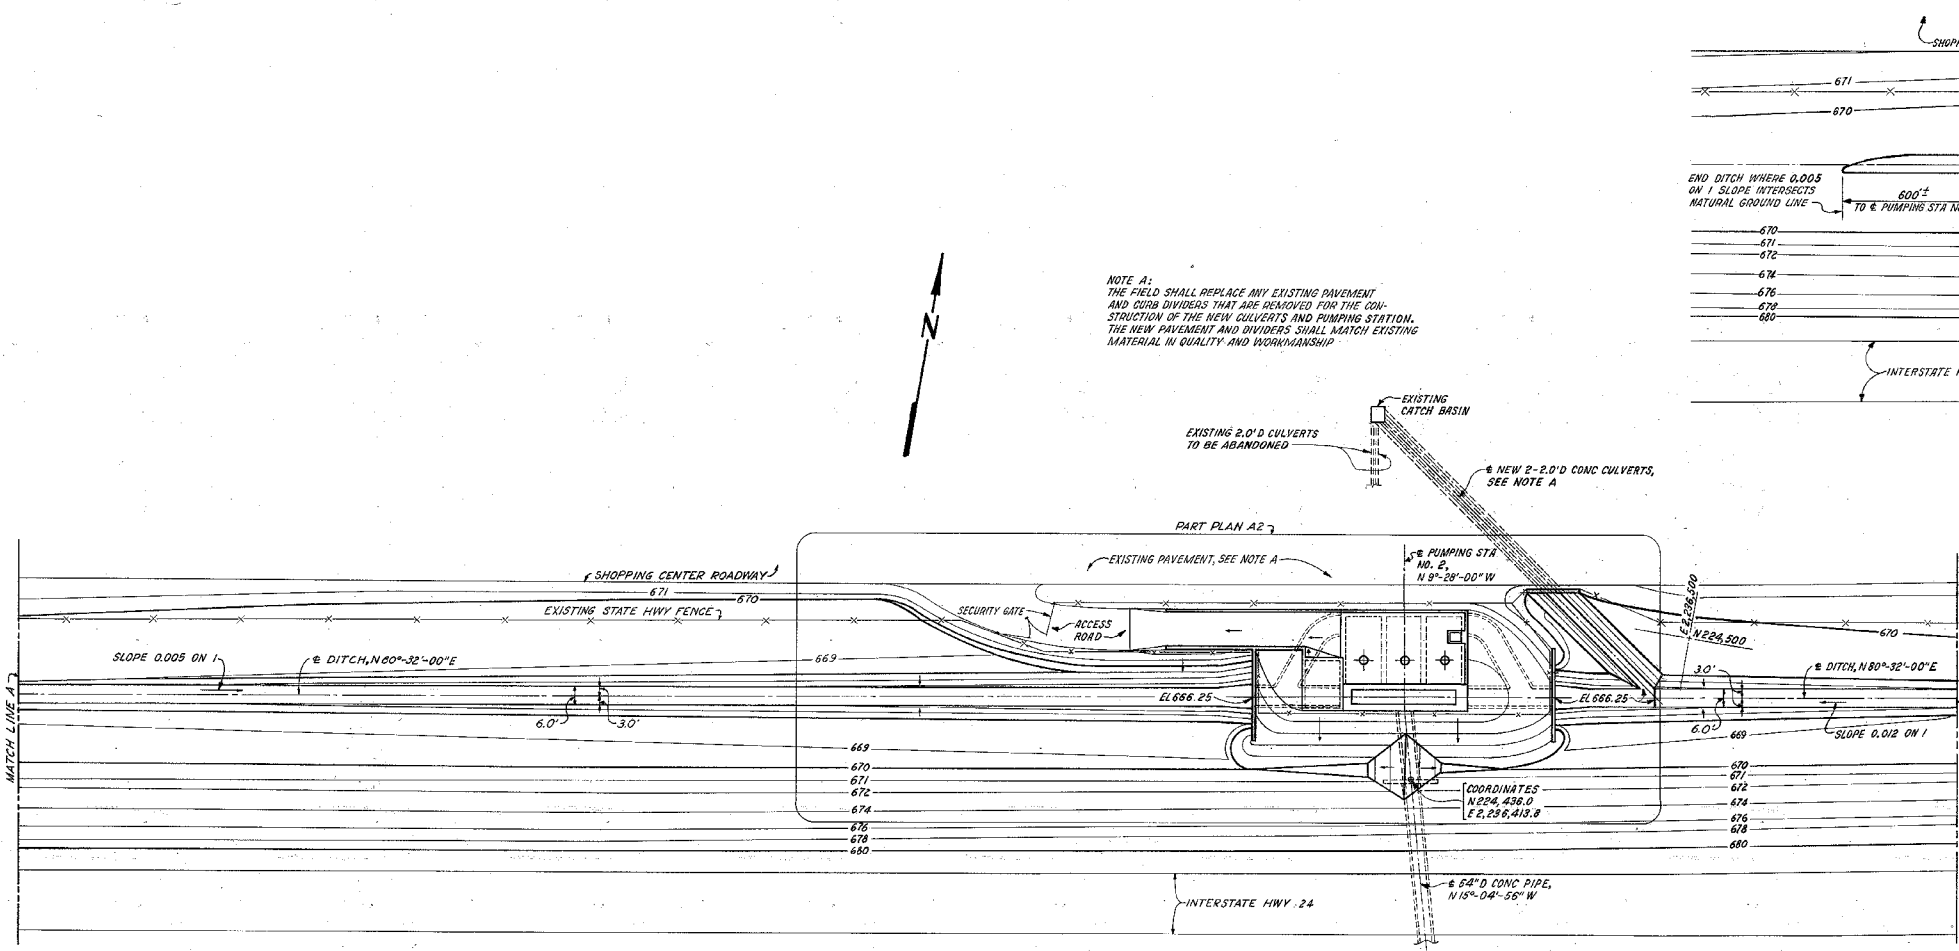 SHOPP
671
670
END DITCH WHERE 0.005
ON 1 SLOPE INTERSECTS
NATURAL GROUND LINE
600'±
TO ℄ PUMPING STA NO
670
671
672
674
676
678
680
INTERSTATE H
N
NOTE A:
THE FIELD SHALL REPLACE ANY EXISTING PAVEMENT
AND CURB DIVIDERS THAT ARE REMOVED FOR THE CON-
STRUCTION OF THE NEW CULVERTS AND PUMPING STATION.
THE NEW PAVEMENT AND DIVIDERS SHALL MATCH EXISTING
MATERIAL IN QUALITY AND WORKMANSHIP
EXISTING
CATCH BASIN
EXISTING 2.0'D CULVERTS
TO BE ABANDONED
℄ NEW 2-2.0'D CONC CULVERTS,
SEE NOTE A
PART PLAN A2
EXISTING PAVEMENT, SEE NOTE A
℄ PUMPING STA
NO. 2,
N 9°-28'-00" W
SHOPPING CENTER ROADWAY
671
670
EXISTING STATE HWY FENCE
SECURITY GATE
ACCESS
ROAD
E 2,236,500
N 224,500
670
SLOPE 0.005 ON 1
℄ DITCH, N 80°-32'-00"E
669
EL 666.25
EL 666.25
3.0'
℄ DITCH, N 80°-32'-00"E
6.0'
3.0'
6.0'
SLOPE 0.012 ON 1
MATCH LINE A
669
670
671
672
674
676
678
680
669
670
671
672
674
676
678
680
COORDINATES
N 224,436.0
E 2,236,413.8
℄ 54"D CONC PIPE,
N 15°-04'-56" W
INTERSTATE HWY 24